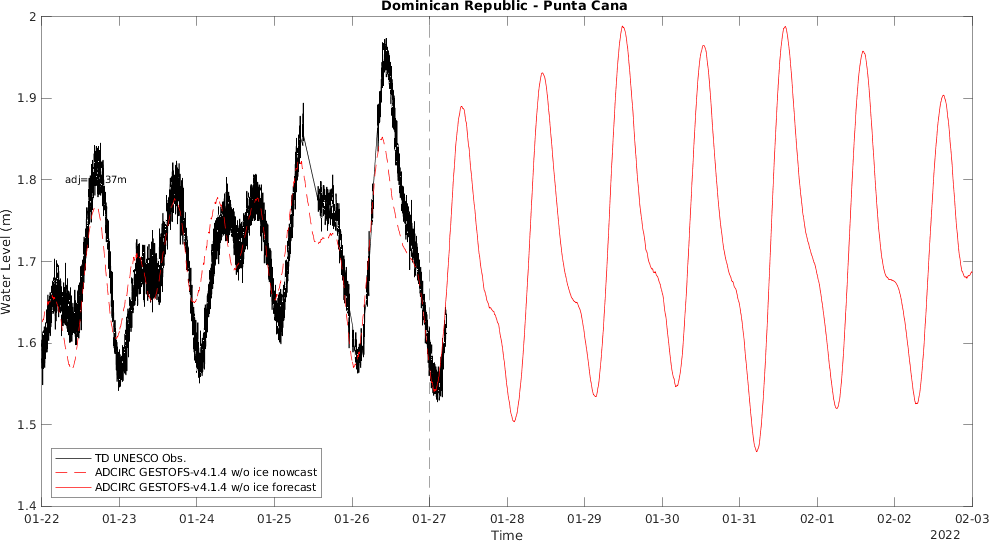 Dominican Republic - Punta Cana
Water Level (m)
2
1.9
1.8
1.7
1.6
1.5
1.4
adj= 37m
TD UNESCO Obs.
ADCIRC GESTOFS-v4.1.4 w/o ice nowcast
ADCIRC GESTOFS-v4.1.4 w/o ice forecast
01-22 01-23 01-24 01-25 01-26 01-27 01-28 01-29 01-30 01-31 02-01 02-02 02-03
Time
2022